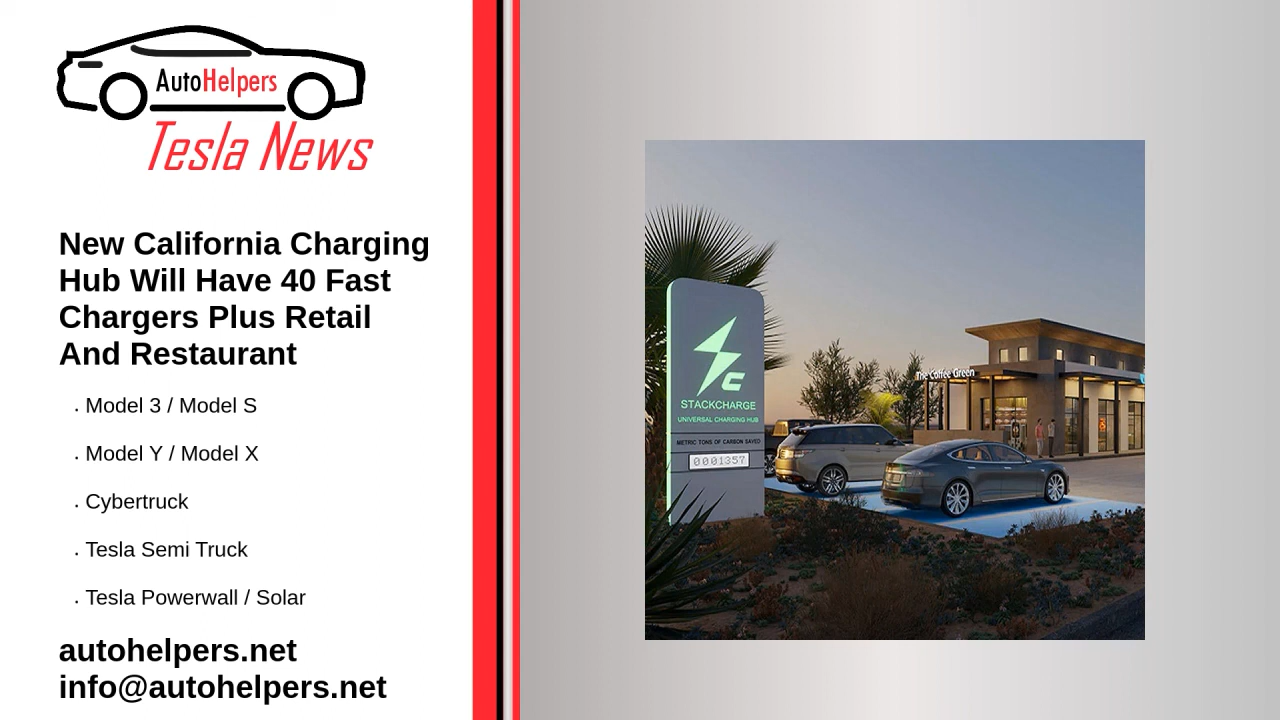 AutoHelpers
Tesla News
New California Charging
Hub Will Have 40 Fast
Chargers Plus Retail
And Restaurant
. Model 3 / Model S
. Model Y / Model X
. Cybertruck
. Tesla Semi Truck
. Tesla Powerwall / Solar
autohelpers.net
info@autohelpers.net
C
STACKCHARGE
UNIVERSAL CHARGING HUB
METRIC TONS OF CARBON SAVED
0001357
The Coffee Green